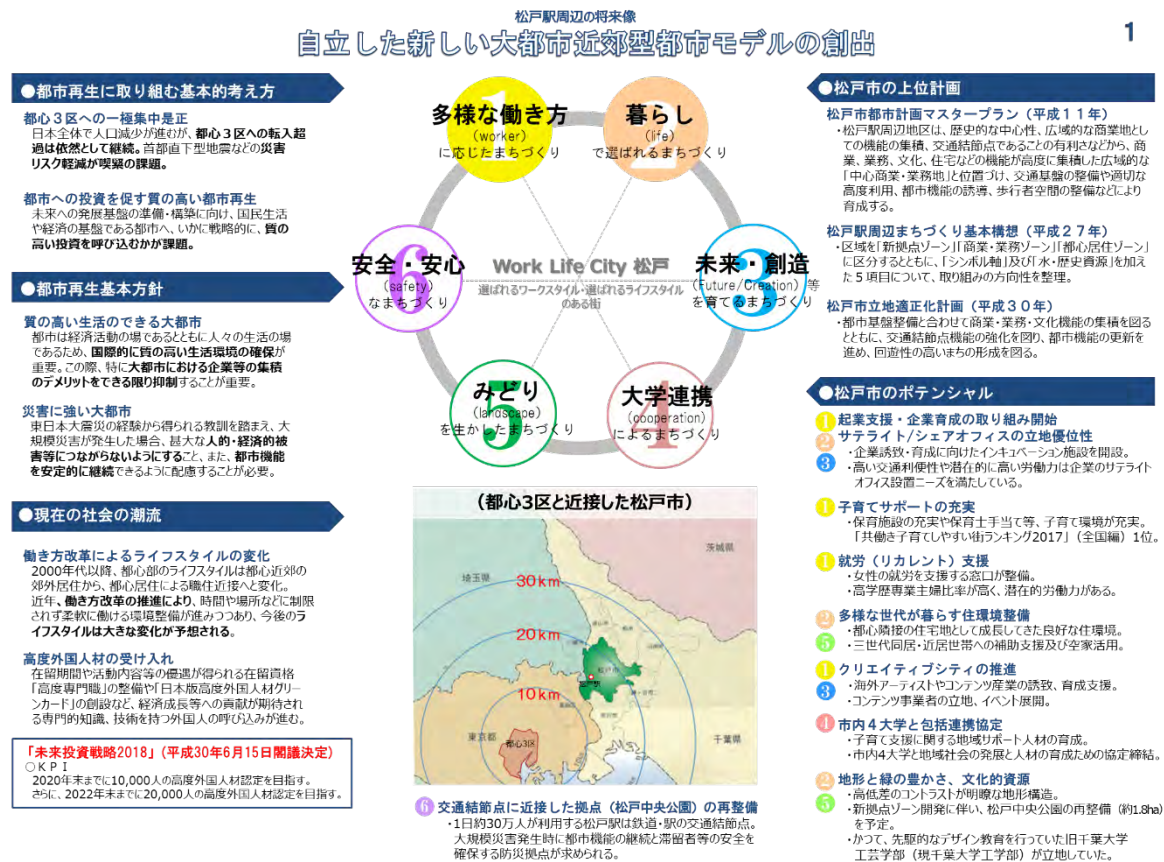 松戸駅周辺の将来像
自立した新しい大都市近郊型都市モデルの創出
1
●都市再生に取り組む基本的考え方
都心３区への一極集中是正
日本全体で人口減少が進むが、都心３区への転入超
過は依然として継続。首都直下型地震などの災害
リスク軽減が喫緊の課題。
都市への投資を促す質の高い都市再生
未来への発展基盤の準備・構築に向け、国民生活
や経済の基盤である都市へ、いかに戦略的に、質の
高い投資を呼び込むかが課題。
●都市再生基本方針
質の高い生活のできる大都市
都市は経済活動の場であるとともに人々の生活の場
であるため、国際的に質の高い生活環境の確保が
重要。この際、特に大都市における企業等の集積
のデメリットをできる限り抑制することが重要。
災害に強い大都市
東日本大震災の経験から得られる教訓を踏まえ、大
規模災害が発生した場合、甚大な人的・経済的被
害等につながらないようにすること、また、都市機能
を安定的に継続できるように配慮することが必要。
●現在の社会の潮流
働き方改革によるライフスタイルの変化
2000年代以降、都心部のライフスタイルは都心近郊の
郊外居住から、都心居住による職住近接へと変化。
近年、働き方改革の推進により、時間や場所などに制限
されず柔軟に働ける環境整備が進みつつあり、今後のラ
イフスタイルは大きな変化が予想される。
高度外国人材の受け入れ
在留期間や活動内容等の優遇が得られる在留資格
「高度専門職」の整備や「日本版高度外国人材グリー
ンカード」の創設など、経済成長等への貢献が期待され
る専門的知識、技術を持つ外国人の呼び込みが進む。
「未来投資戦略2018」（平成30年6月15日閣議決定）
○ＫＰＩ
2020年末までに10,000人の高度外国人材認定を目指す。
さらに、2022年末までに20,000人の高度外国人材認定を目指す。
1
多様な働き方
(worker)
に応じたまちづくり
2
暮らし
(life)
で選ばれるまちづくり
6
安全・安心
(safety)
なまちづくり
Work Life City 松戸
選ばれるワークスタイル・選ばれるライフスタイル
のある街
3
未来・創造
(Future/Creation) 等
を育てるまちづくり
5
みどり
(landscape)
を生かしたまちづくり
4
大学連携
(cooperation)
によるまちづくり
（都心3区と近接した松戸市）
茨城県
埼玉県
30km
20km
10km
松戸市
松戸駅
東京都
都心3区
千葉県
6 交通結節点に近接した拠点（松戸中央公園）の再整備
・1日約30万人が利用する松戸駅は鉄道・駅の交通結節点。
大規模災害発生時に都市機能の継続と滞留者等の安全を
確保する防災拠点が求められる。
●松戸市の上位計画
松戸市都市計画マスタープラン（平成１１年）
・松戸駅周辺地区は、歴史的な中心性、広域的な商業地とし
ての機能の集積、交通結節点であることの有利さなどから、商
業、業務、文化、住宅などの機能が高度に集積した広域的な
「中心商業・業務地」と位置づけ、交通基盤の整備や適切な
高度利用、都市機能の誘導、歩行者空間の整備などにより
育成する。
松戸駅周辺まちづくり基本構想（平成２７年）
・区域を「新拠点ゾーン」「商業・業務ゾーン」「都心居住ゾーン」
に区分するとともに、「シンボル軸」及び「水・歴史資源」を加え
た５項目について、取り組みの方向性を整理。
松戸市立地適正化計画（平成３０年）
・都市基盤整備と合わせて商業・業務・文化機能の集積を図る
とともに、交通結節点機能の強化を図り、都市機能の更新を
進め、回遊性の高いまちの形成を図る。
●松戸市のポテンシャル
1 起業支援・企業育成の取り組み開始
2 サテライト/シェアオフィスの立地優位性
・企業誘致・育成に向けたインキュベーション施設を開設。
3 ・高い交通利便性や潜在的に高い労働力は企業のサテライト
オフィス設置ニーズを満たしている。
1 子育てサポートの充実
・保育施設の充実や保育士手当て等、子育て環境が充実。
「共働き子育てしやすい街ランキング2017」（全国編）1位。
1 就労（リカレント）支援
・女性の就労を支援する窓口が整備。
・高学歴専業主婦比率が高く、潜在的労働力がある。
2 多様な世代が暮らす住環境整備
・都心隣接の住宅地として成長してきた良好な住環境。
5 ・三世代同居・近居世帯への補助支援及び空家活用。
1 クリエイティブシティの推進
3 ・海外アーティストやコンテンツ産業の誘致、育成支援。
・コンテンツ事業者の立地、イベント展開。
4 市内４大学と包括連携協定
・子育て支援に関する地域サポート人材の育成。
・市内4大学と地域社会の発展と人材の育成ための協定締結。
2 地形と緑の豊かさ、文化的資源
・高低差のコントラストが明瞭な地形構造。
5 ・新拠点ゾーン開発に伴い、松戸中央公園の再整備（約1.8ha）
を予定。
・かつて、先駆的なデザイン教育を行っていた旧千葉大学
工芸学部（現千葉大学工学部）が立地していた。